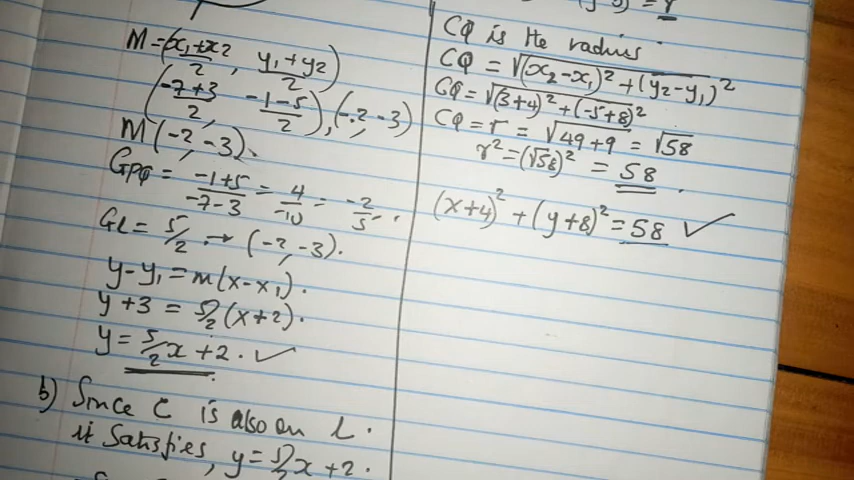 M = (x₁+x₂/2, y₁+y₂/2)
(-7+3/2, -1-5/2), (-2, -3)
M(-2, -3).
GPQ = -1+5/-7-3 = 4/-10 = -2/5.
GL = 5/2 → (-2, -3).
y-y₁ = m(x-x₁).
y+3 = 5/2(x+2).
y = 5/2x + 2. ✓
b) Since C is also on L.
it Satisfies, y = 5/2x + 2.
CQ is the radius
CQ = √(x₂-x₁)² + (y₂-y₁)²
CQ = √(3+4)² + (-5+8)²
CQ = r = √49+9 = √58
r² = (√58)² = 58.
(x+4)² + (y+8)² = 58 ✓